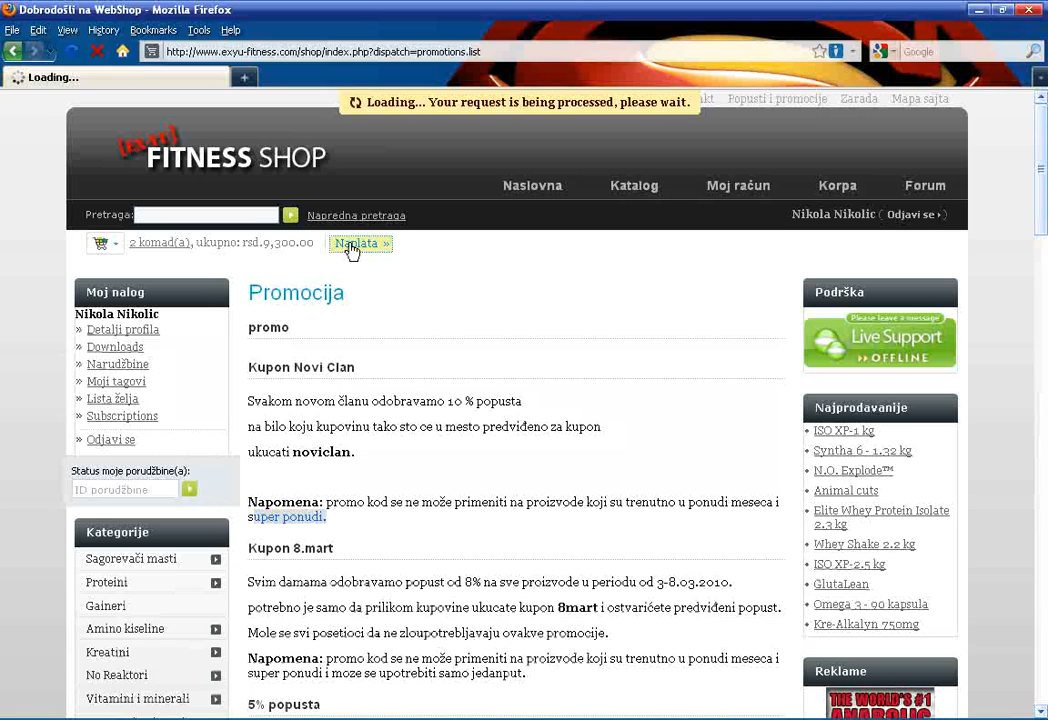 Dobrodošli na WebShop - Mozilla Firefox
File Edit View History Bookmarks Tools Help
http://www.exyu-fitness.com/shop/index.php?dispatch=promotions.list
Google
Loading...
Loading... Your request is being processed, please wait.
Popusti i promocije Zarada Mapa sajta
[exyu]
FITNESS SHOP
Naslovna Katalog Moj račun Korpa Forum
Pretraga: Napredna pretraga
Nikola Nikolic ( Odjavi se )
2 komad(a), ukupno: rsd.9,300.00 Naplata »
Moj nalog
Nikola Nikolic
» Detalji profila
» Downloads
» Narudžbine
» Moji tagovi
» Lista želja
» Subscriptions
» Odjavi se
Status moje porudžbine(a):
ID porudžbine
Kategorije
Sagorevači masti
Proteini
Gaineri
Amino kiseline
Kreatini
No Reaktori
Vitamini i minerali
Promocija
promo
Kupon Novi Clan
Svakom novom članu odobravamo 10 % popusta
na bilo koju kupovinu tako sto ce u mesto predviđeno za kupon
ukucati noviclan.
Napomena: promo kod se ne može primeniti na proizvode koji su trenutno u ponudi meseca i
super ponudi.
Kupon 8.mart
Svim damama odobravamo popust od 8% na sve proizvode u periodu od 3-8.03.2010.
potrebno je samo da prilikom kupovine ukucate kupon 8mart i ostvarićete predviđeni popust.
Mole se svi posetioci da ne zloupotrebljavaju ovakve promocije.
Napomena: promo kod se ne može primeniti na proizvode koji su trenutno u ponudi meseca i
super ponudi i moze se upotrebiti samo jedanput.
5% popusta
Podrška
Please leave a message
Live Support
>> OFFLINE
Najprodavanije
• ISO XP-1 kg
• Syntha 6 - 1.32 kg
• N.O. Explode™
• Animal cuts
• Elite Whey Protein Isolate
2.3 kg
• Whey Shake 2.2 kg
• ISO XP-2.5 kg
• GlutaLean
• Omega 3 - 90 kapsula
• Kre-Alkalyn 750mg
Reklame
THE WORLD'S #1
ANABOLIC